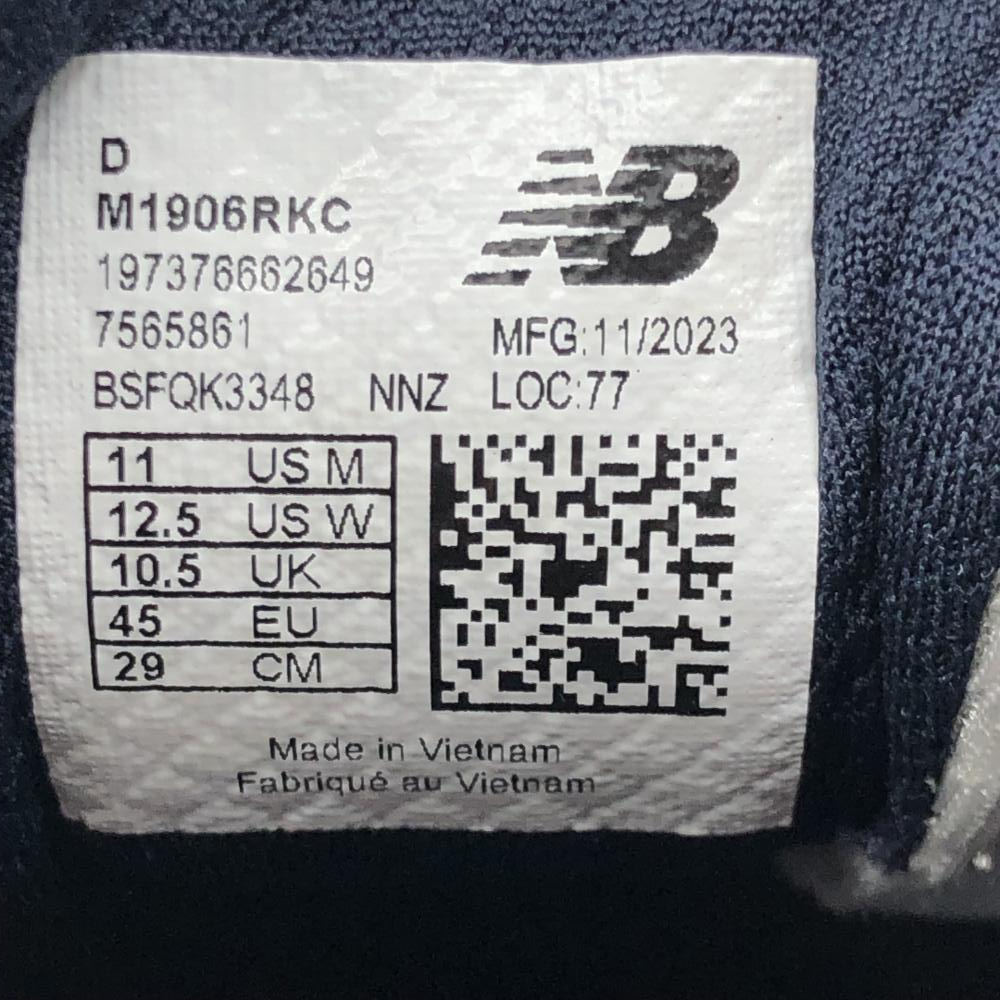 D
M1906RKC
197376662649
7565861 MFG:11/2023
BSFQK3348 NNZ LOC:77
11 US M
12.5 US W
10.5 UK
45 EU
29 CM
Made in Vietnam
Fabriqué au Vietnam
NB